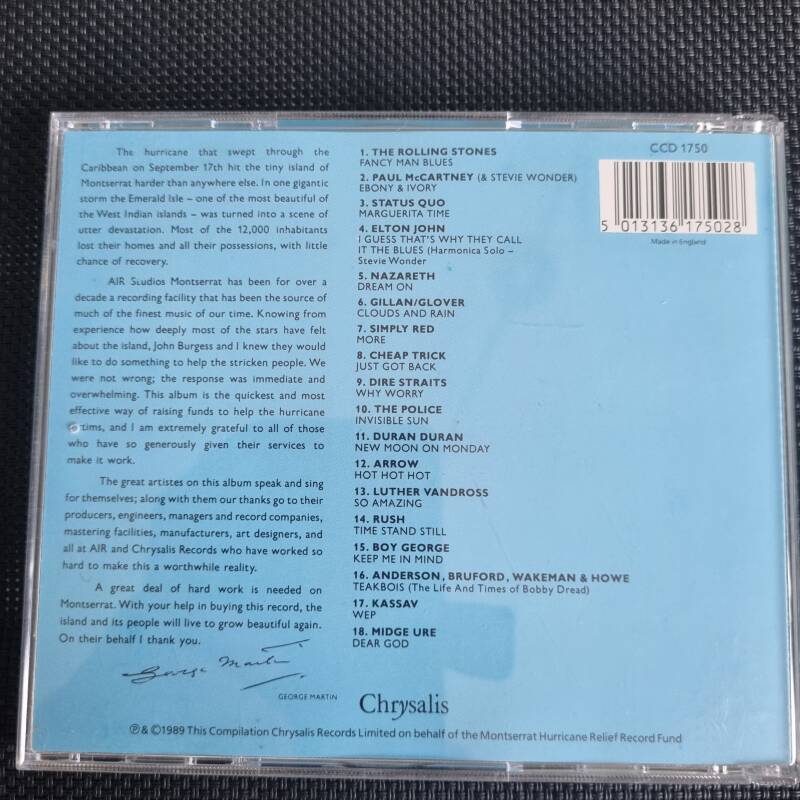 The hurricane that swept through the
Caribbean on September 17th hit the tiny island of
Montserrat harder than anywhere else. In one gigantic
storm the Emerald Isle – one of the most beautiful of
the West Indian islands – was turned into a scene of
utter devastation. Most of the 12,000 inhabitants
lost their homes and all their possessions, with little
chance of recovery.
AIR Studios Montserrat has been for over a
decade a recording facility that has been the source of
much of the finest music of our time. Knowing from
experience how deeply most of the stars have felt
about the island, John Burgess and I knew they would
like to do something to help the stricken people. We
were not wrong; the response was immediate and
overwhelming. This album is the quickest and most
effective way of raising funds to help the hurricane
victims, and I am extremely grateful to all of those
who have so generously given their services to
make it work.
The great artistes on this album speak and sing
for themselves; along with them our thanks go to their
producers, engineers, managers and record companies,
mastering facilities, manufacturers, art designers, and
all at AIR and Chrysalis Records who have worked so
hard to make this a worthwhile reality.
A great deal of hard work is needed on
Montserrat. With your help in buying this record, the
island and its people will live to grow beautiful again.
On their behalf I thank you.
George Martin
GEORGE MARTIN
1. THE ROLLING STONES
FANCY MAN BLUES
2. PAUL McCARTNEY (& STEVIE WONDER)
EBONY & IVORY
3. STATUS QUO
MARGUERITA TIME
4. ELTON JOHN
I GUESS THAT'S WHY THEY CALL
IT THE BLUES (Harmonica Solo –
Stevie Wonder
5. NAZARETH
DREAM ON
6. GILLAN/GLOVER
CLOUDS AND RAIN
7. SIMPLY RED
MORE
8. CHEAP TRICK
JUST GOT BACK
9. DIRE STRAITS
WHY WORRY
10. THE POLICE
INVISIBLE SUN
11. DURAN DURAN
NEW MOON ON MONDAY
12. ARROW
HOT HOT HOT
13. LUTHER VANDROSS
SO AMAZING
14. RUSH
TIME STAND STILL
15. BOY GEORGE
KEEP ME IN MIND
16. ANDERSON, BRUFORD, WAKEMAN & HOWE
TEAKBOIS (The Life And Times of Bobby Dread)
17. KASSAV
WEP
18. MIDGE URE
DEAR GOD
CCD 1750
5 013136 175028
Made in England
Chrysalis
℗ & ©1989 This Compilation Chrysalis Records Limited on behalf of the Montserrat Hurricane Relief Record Fund